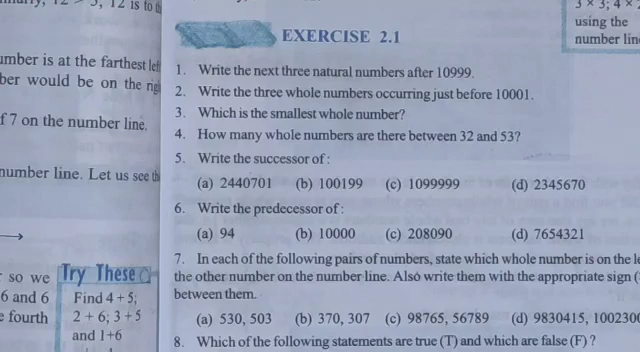 12 is to
umber is at the farthest left
ber would be on the
f 7 on the number line.
number line. Let us see
so we
6 and 6
fourth
Try These
Find 4 + 5;
2 + 6; 3 + 5
and 1+6
3 × 3; 4 ×
using the
number
EXERCISE 2.1
1. Write the next three natural numbers after 10999.
2. Write the three whole numbers occurring just before 10001.
3. Which is the smallest whole number?
4. How many whole numbers are there between 32 and 53?
5. Write the successor of :
(a) 2440701 (b) 100199 (c) 1099999 (d) 2345670
6. Write the predecessor of :
(a) 94 (b) 10000 (c) 208090 (d) 7654321
7. In each of the following pairs of numbers, state which whole number is on the
the other number on the number line. Also write them with the appropriate sign (
between them.
(a) 530, 503 (b) 370, 307 (c) 98765, 56789 (d) 9830415, 100230
8. Which of the following statements are true (T) and which are false (F) ?